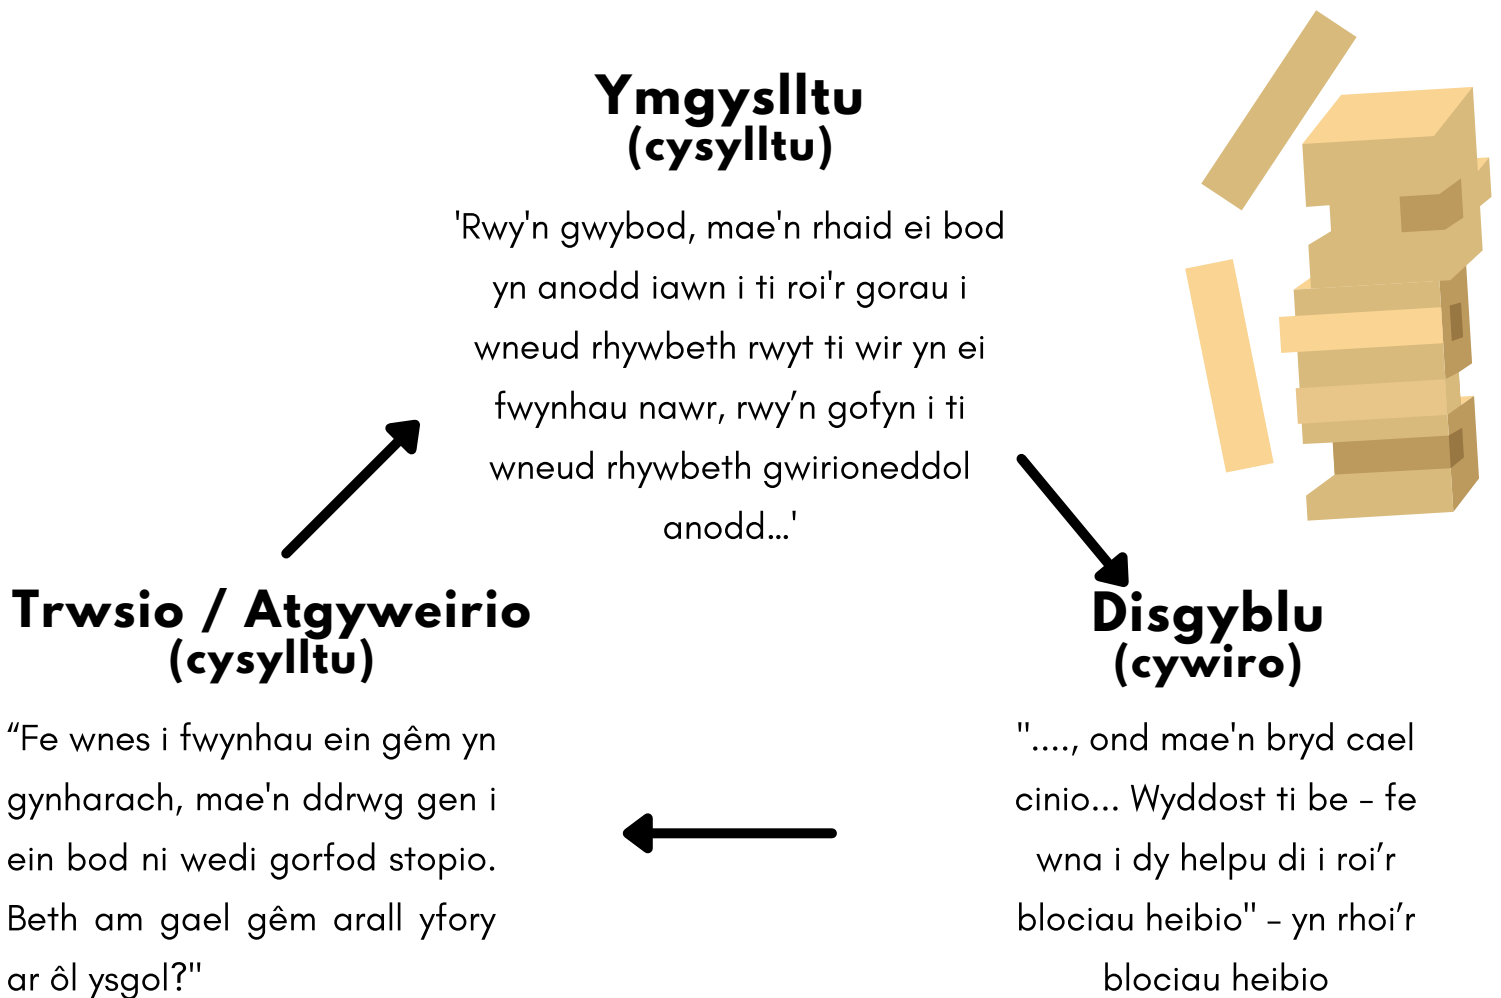 Ymgyslltu
(cysylltu)
'Rwy'n gwybod, mae'n rhaid ei bod
yn anodd iawn i ti roi'r gorau i
wneud rhywbeth rwyt ti wir yn ei
fwynhau nawr, rwy’n gofyn i ti
wneud rhywbeth gwirioneddol
anodd...'
Disgyblu
(cywiro)
"...., ond mae'n bryd cael
cinio... Wyddost ti be – fe
wna i dy helpu di i roi’r
blociau heibio" – yn rhoi’r
blociau heibio
Trwsio / Atgyweirio
(cysylltu)
“Fe wnes i fwynhau ein gêm yn
gynharach, mae'n ddrwg gen i
ein bod ni wedi gorfod stopio.
Beth am gael gêm arall yfory
ar ôl ysgol?"